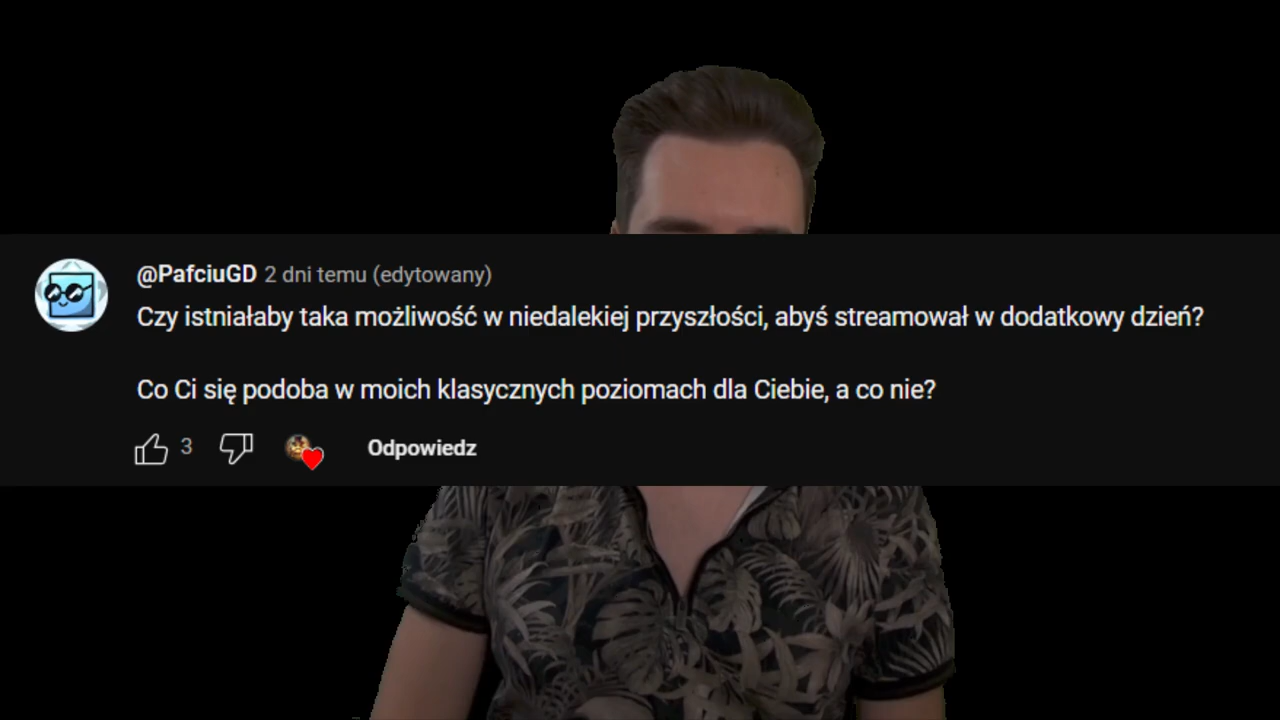 @PafciuGD 2 dni temu (edytowany)
Czy istniałaby taka możliwość w niedalekiej przyszłości, abyś streamował w dodatkowy dzień?
Co Ci się podoba w moich klasycznych poziomach dla Ciebie, a co nie?
3 Odpowiedz